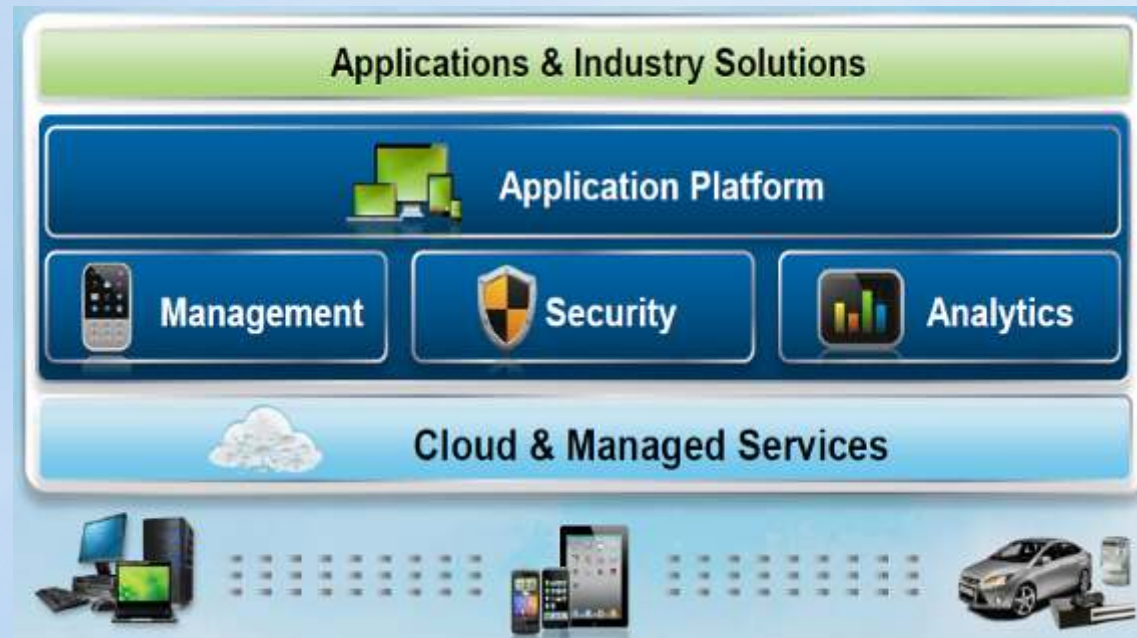 Applications & Industry Solutions
Application Platform
Management
Security
Analytics
Cloud & Managed Services